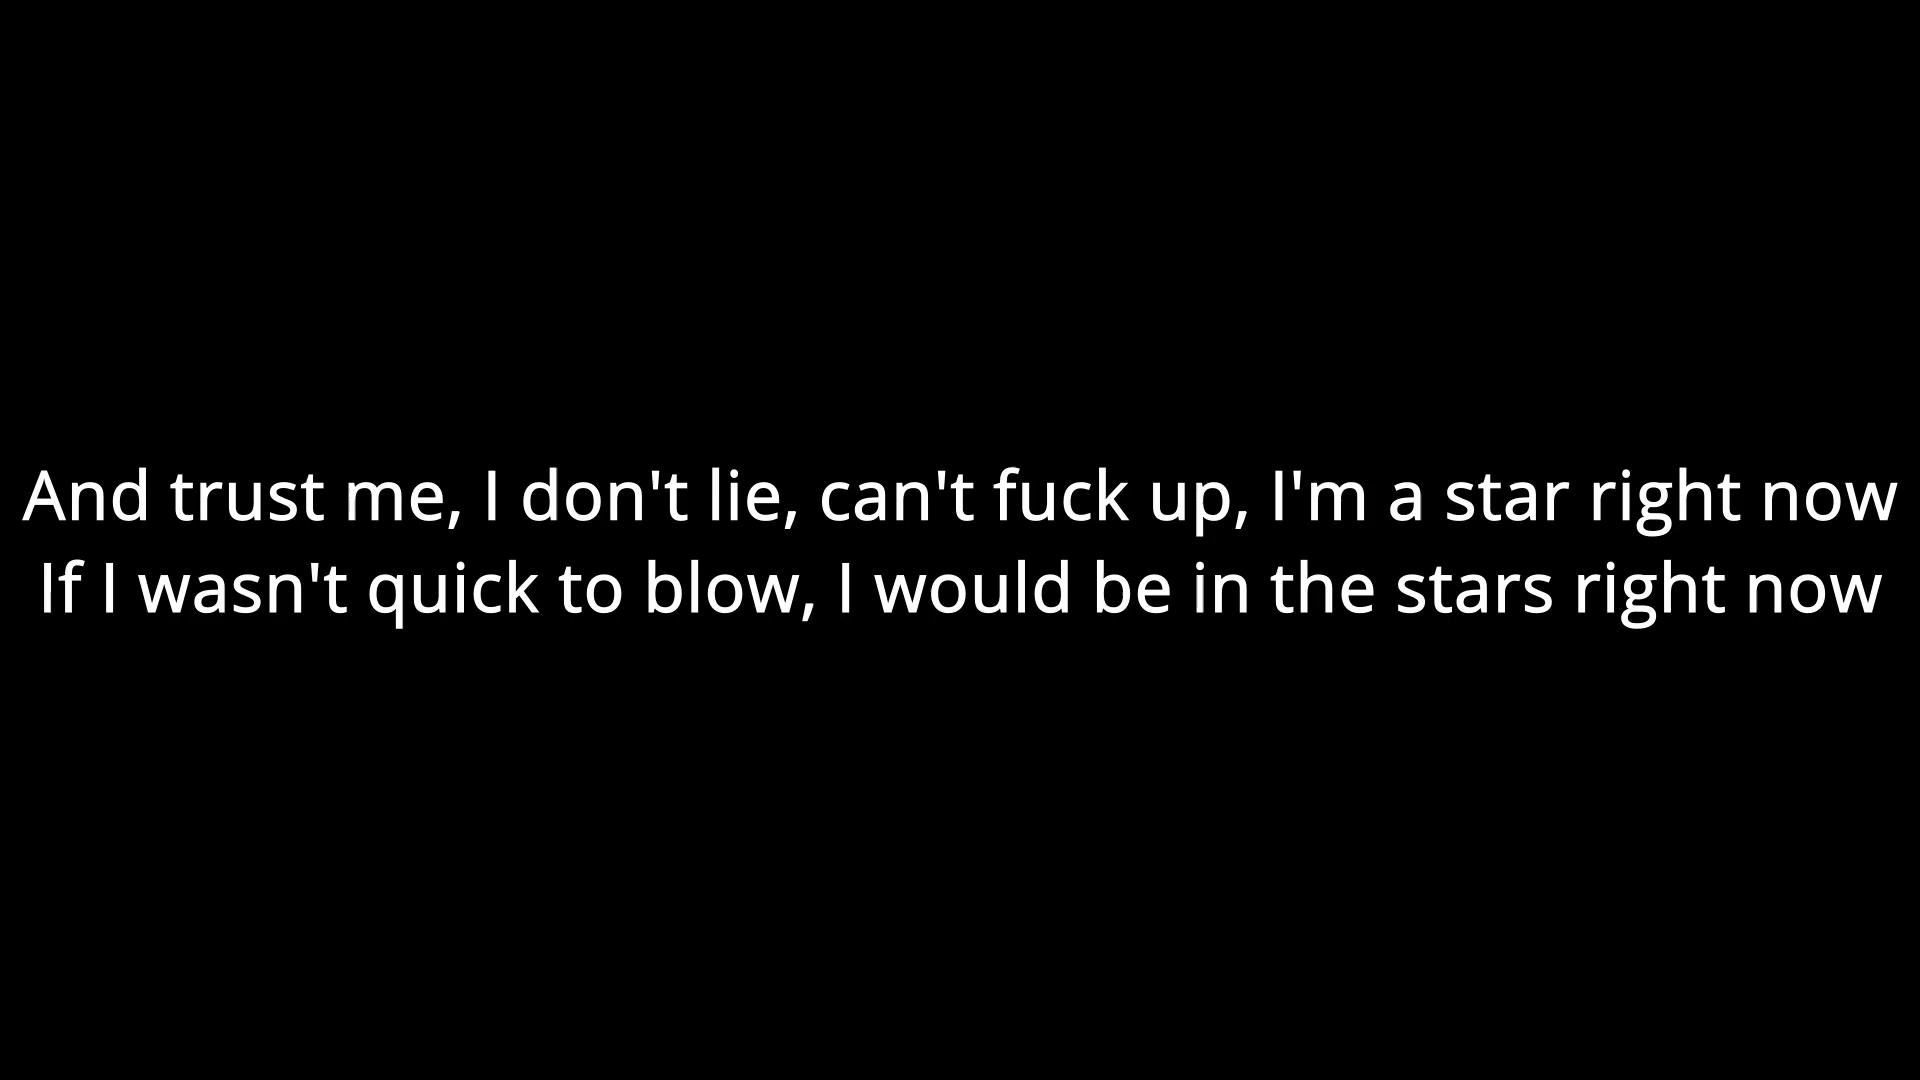 And trust me, I don't lie, can't fuck up, I'm a star right now
If I wasn't quick to blow, I would be in the stars right now